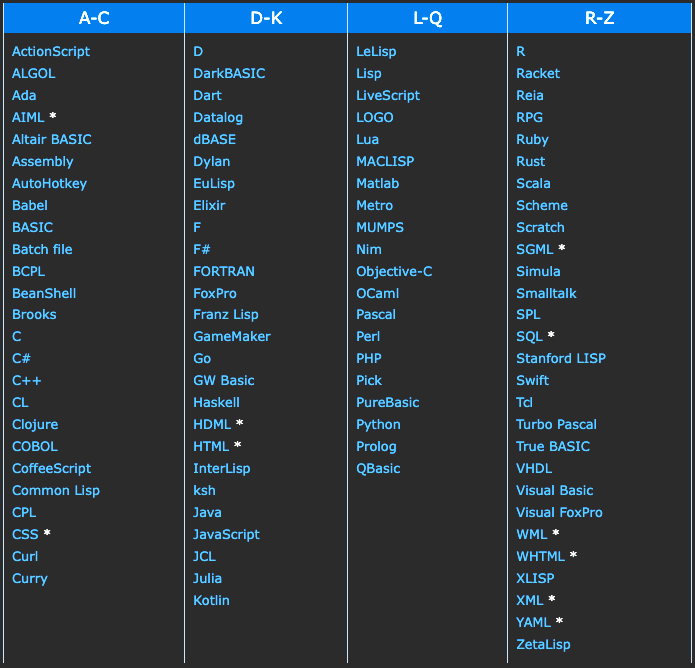 A-C
ActionScript
ALGOL
Ada
AIML *
Altair BASIC
Assembly
AutoHotkey
Babel
BASIC
Batch file
BCPL
BeanShell
Brooks
C
C#
C++
CL
Clojure
COBOL
CoffeeScript
Common Lisp
CPL
CSS *
Curl
Curry
D-K
D
DarkBASIC
Dart
Datalog
dBASE
Dylan
EuLisp
Elixir
F
F#
FORTRAN
FoxPro
Franz Lisp
GameMaker
Go
GW Basic
Haskell
HDML *
HTML *
InterLisp
ksh
Java
JavaScript
JCL
Julia
Kotlin
L-Q
LeLisp
Lisp
LiveScript
LOGO
Lua
MACLISP
Matlab
Metro
MUMPS
Nim
Objective-C
OCaml
Pascal
Perl
PHP
Pick
PureBasic
Python
Prolog
QBasic
R-Z
R
Racket
Reia
RPG
Ruby
Rust
Scala
Scheme
Scratch
SGML *
Simula
Smalltalk
SPL
SQL *
Stanford LISP
Swift
Tcl
Turbo Pascal
True BASIC
VHDL
Visual Basic
Visual FoxPro
WML *
WHTML *
XLISP
XML *
YAML *
ZetaLisp